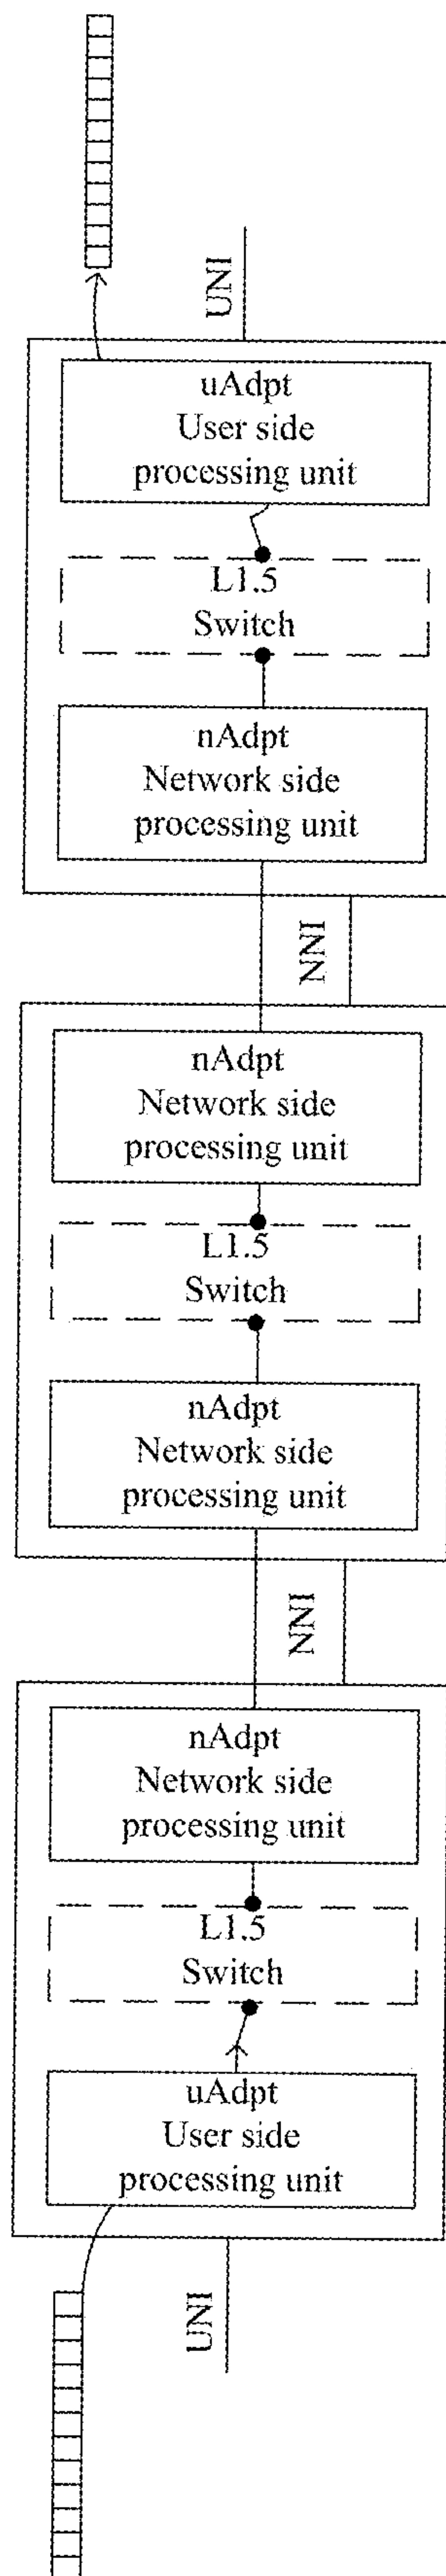 UNI
uAdpt
User side
processing unit
L1.5
Switch
nAdpt
Network side
processing unit
NNI
nAdpt
Network side
processing unit
L1.5
Switch
nAdpt
Network side
processing unit
NNI
nAdpt
Network side
processing unit
L1.5
Switch
uAdpt
User side
processing unit
UNI